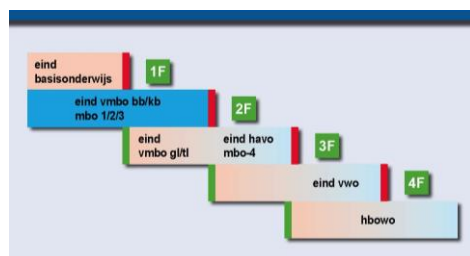 eind
basisonderwijs
1F
eind vmbo bb/kb
mbo 1/2/3
2F
eind
vmbo gl/tl
eind havo
mbo-4
3F
eind vwo
4F
hbowo